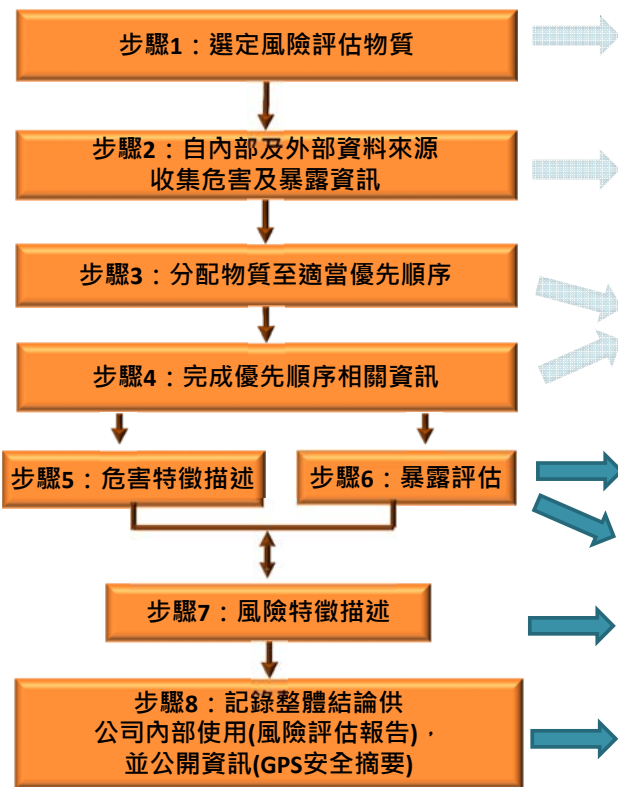 步驟1：選定風險評估物質
步驟2：自內部及外部資料來源
收集危害及暴露資訊
步驟3：分配物質至適當優先順序
步驟4：完成優先順序相關資訊
步驟5：危害特徵描述
步驟6：暴露評估
步驟7：風險特徵描述
步驟8：記錄整體結論供
公司內部使用(風險評估報告)，
並公開資訊(GPS安全摘要)